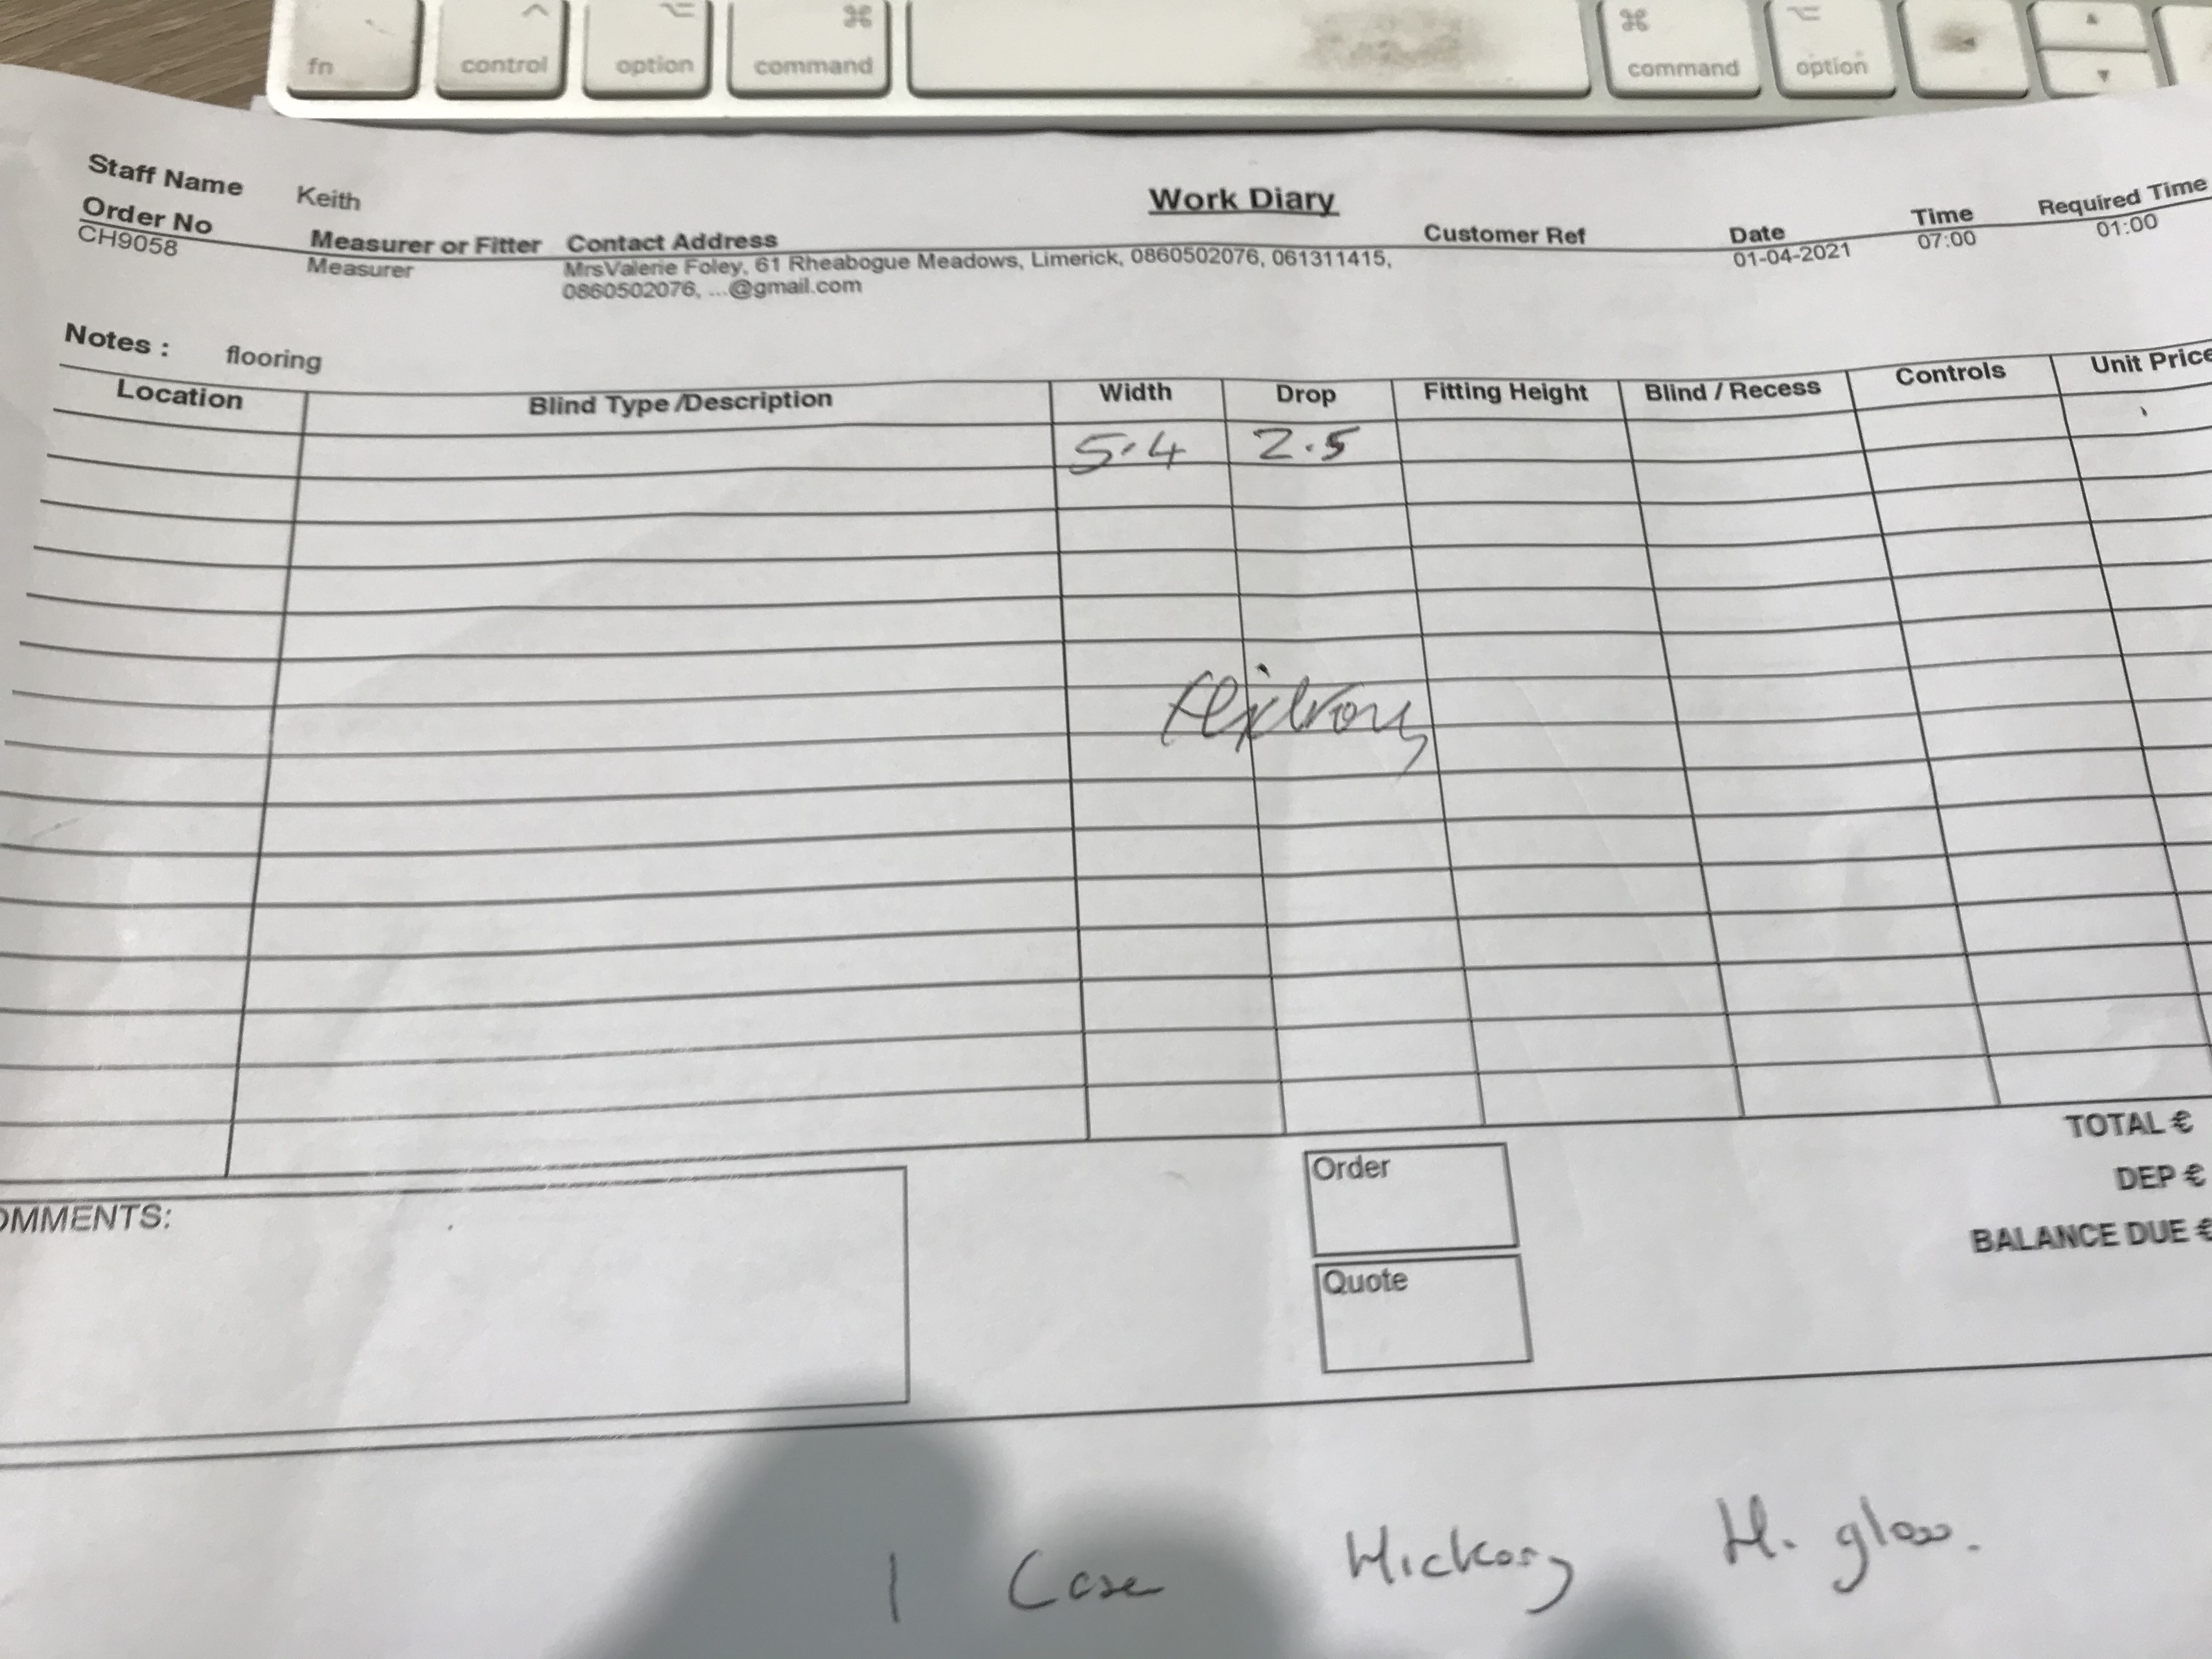 fn control option command command option
Work Diary
Staff Name Keith
Order No Measurer or Fitter Contact Address Customer Ref Date Time Required Time
CH9058 Measurer MrsValerie Foley, 61 Rheabogue Meadows, Limerick, 0860502076, 061311415, 01-04-2021 07:00 01:00
0860502076, ...@gmail.com
Notes : flooring
Location Blind Type /Description Width Drop Fitting Height Blind / Recess Controls Unit Price
5.4 2.5
TOTAL €
Order
DEP €
OMMENTS:
BALANCE DUE €
Quote
1 Case Hickory H. gloss.